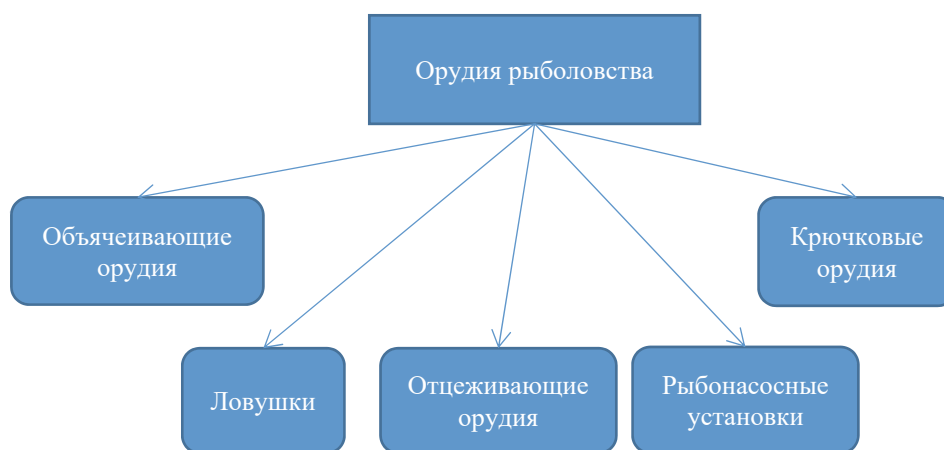 Орудия рыболовства
Объячеивающие
орудия
Крючковые
орудия
Ловушки
Отцеживающие
орудия
Рыбонасосные
установки